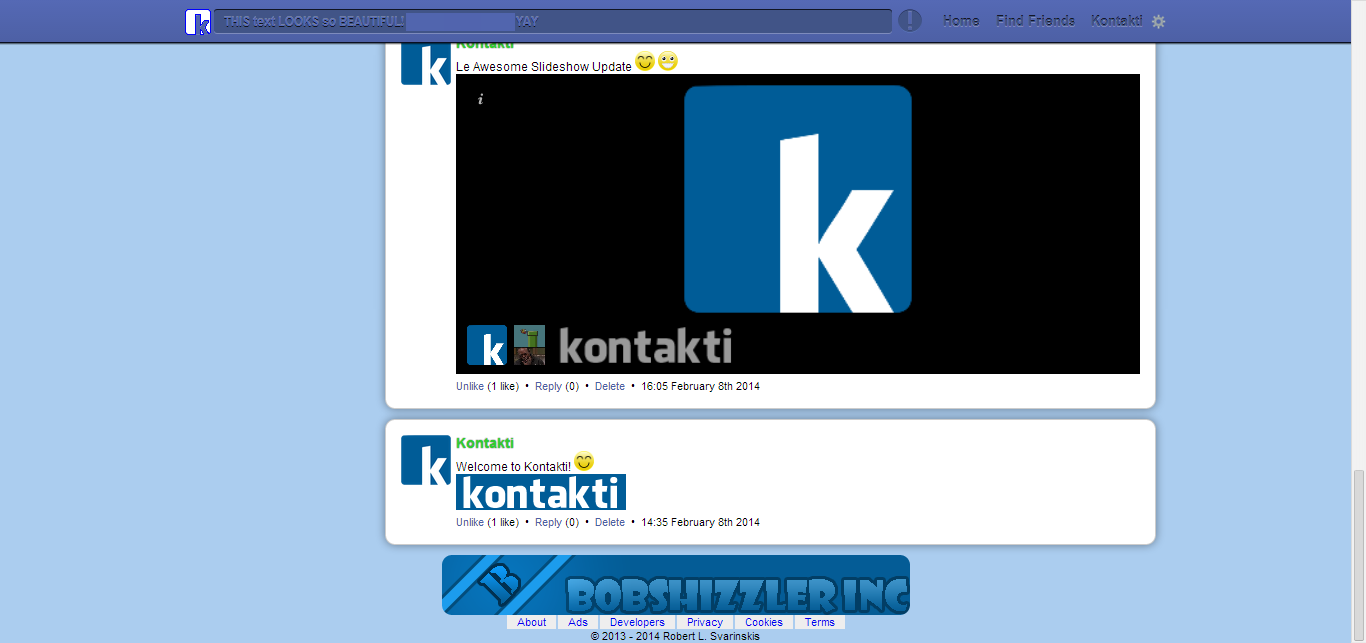 k THIS text LOOKS so BEAUTIFUL! YAY ! Home Find Friends Kontakti
k Kontakti
Le Awesome Slideshow Update
i
k
k kontakti
Unlike (1 like) • Reply (0) • Delete • 16:05 February 8th 2014
k Kontakti
Welcome to Kontakti!
kontakti
Unlike (1 like) • Reply (0) • Delete • 14:35 February 8th 2014
B BOBSHIZZLER INC
About Ads Developers Privacy Cookies Terms
© 2013 - 2014 Robert L. Svarinskis